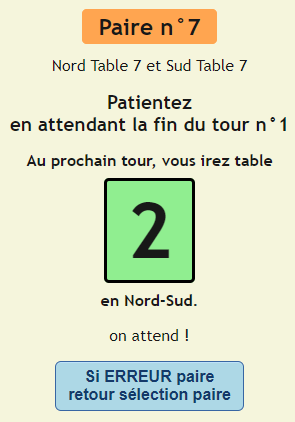 Paire n°7
Nord Table 7 et Sud Table 7
Patientez
en attendant la fin du tour n°1
Au prochain tour, vous irez table
2
en Nord-Sud.
on attend !
Si ERREUR paire
retour sélection paire